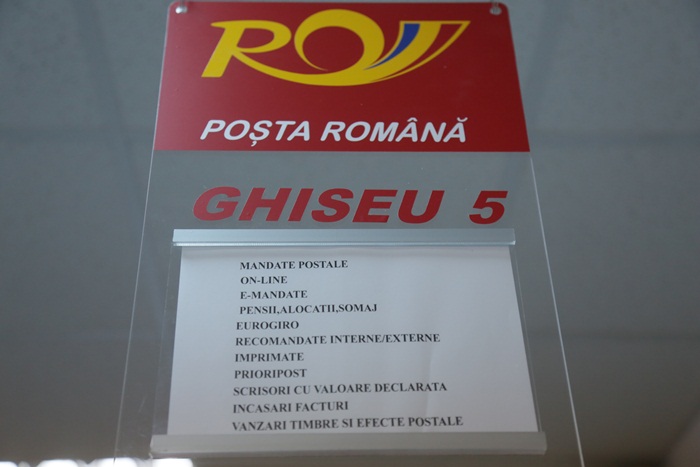 POȘTA ROMÂNĂ
GHISEU 5
MANDATE POSTALE
ON-LINE
E-MANDATE
PENSII,ALOCATII,SOMAJ
EUROGIRO
RECOMANDATE INTERNE/EXTERNE
IMPRIMATE
PRIORIPOST
SCRISORI CU VALOARE DECLARATA
INCASARI FACTURI
VANZARI TIMBRE SI EFECTE POSTALE